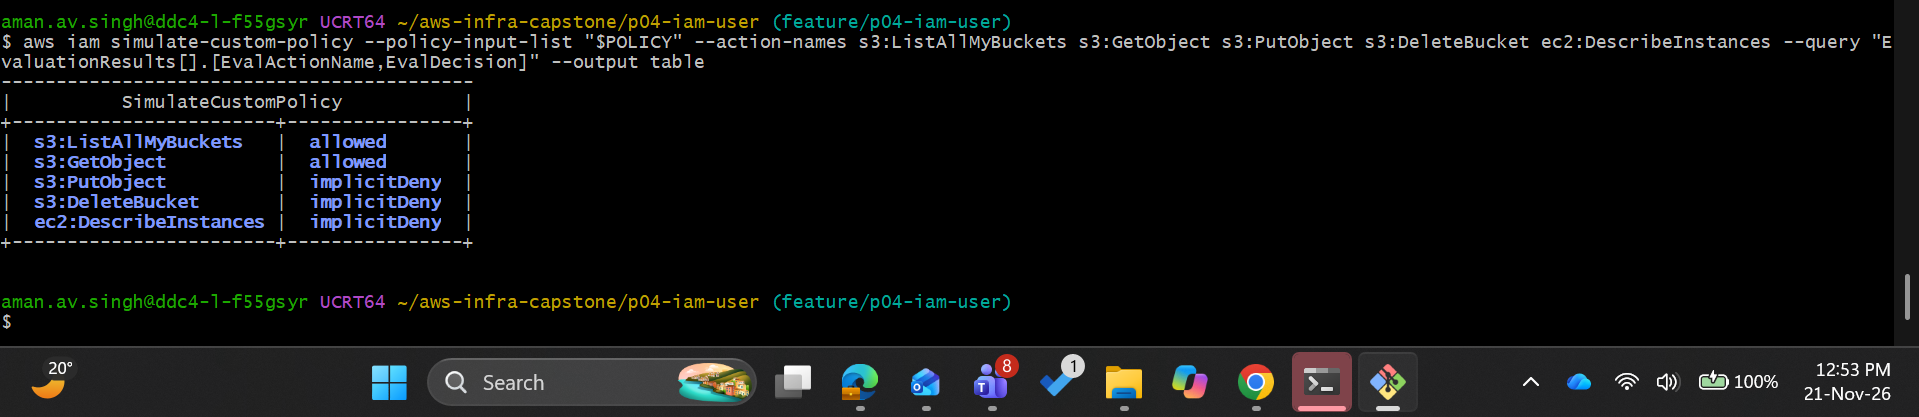 aman.av.singh@ddc4-l-f55gsyr UCRT64 ~/aws-infra-capstone/p04-iam-user (feature/p04-iam-user)
$ aws iam simulate-custom-policy --policy-input-list "$POLICY" --action-names s3:ListAllMyBuckets s3:GetObject s3:PutObject s3:DeleteBucket ec2:DescribeInstances --query "E
valuationResults[].[EvalActionName,EvalDecision]" --output table
-------------------------------------------------
|            SimulateCustomPolicy             |
+------------------------+----------------+
|  s3:ListAllMyBuckets   |  allowed        |
|  s3:GetObject          |  allowed        |
|  s3:PutObject          |  implicitDeny  |
|  s3:DeleteBucket       |  implicitDeny  |
|  ec2:DescribeInstances |  implicitDeny  |
+------------------------+----------------+
aman.av.singh@ddc4-l-f55gsyr UCRT64 ~/aws-infra-capstone/p04-iam-user (feature/p04-iam-user)
$
20°
Search
8
1
100%
12:53 PM
21-Nov-26